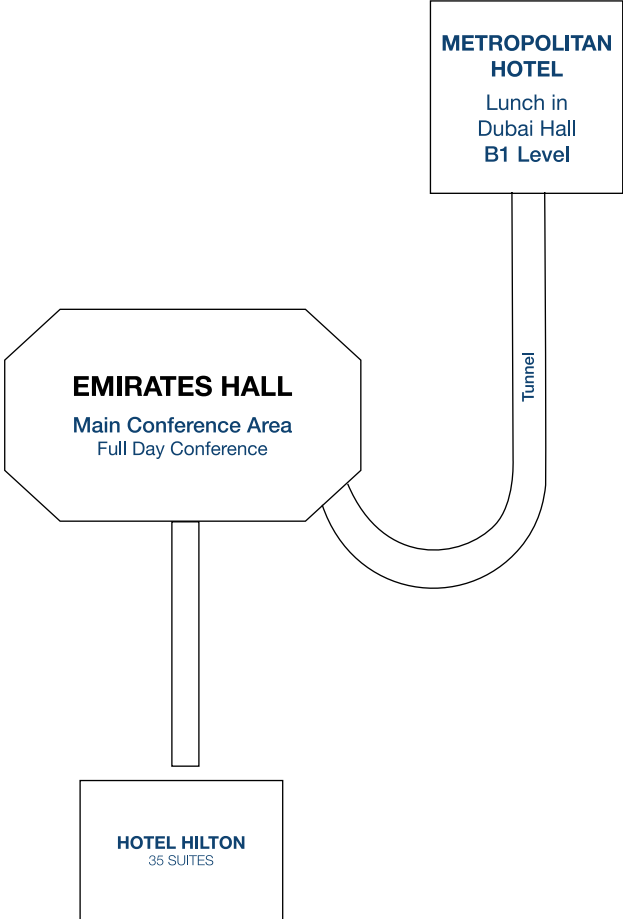 METROPOLITAN
HOTEL
Lunch in
Dubai Hall
B1 Level
Tunnel
EMIRATES HALL
Main Conference Area
Full Day Conference
HOTEL HILTON
35 SUITES